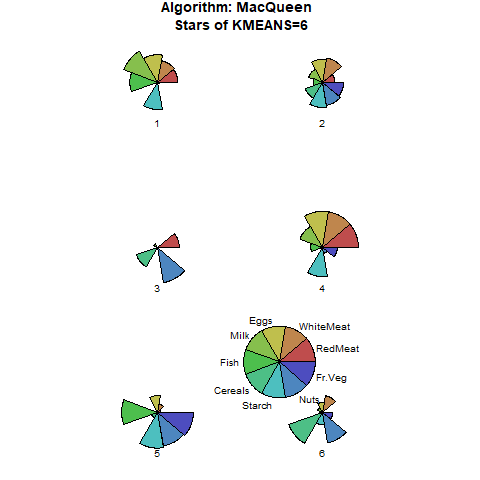 Algorithm: MacQueen
Stars of KMEANS=6
1
2
3
4
Eggs
WhiteMeat
Milk
RedMeat
Fish
Fr.Veg
Cereals
Nuts
Starch
5
6